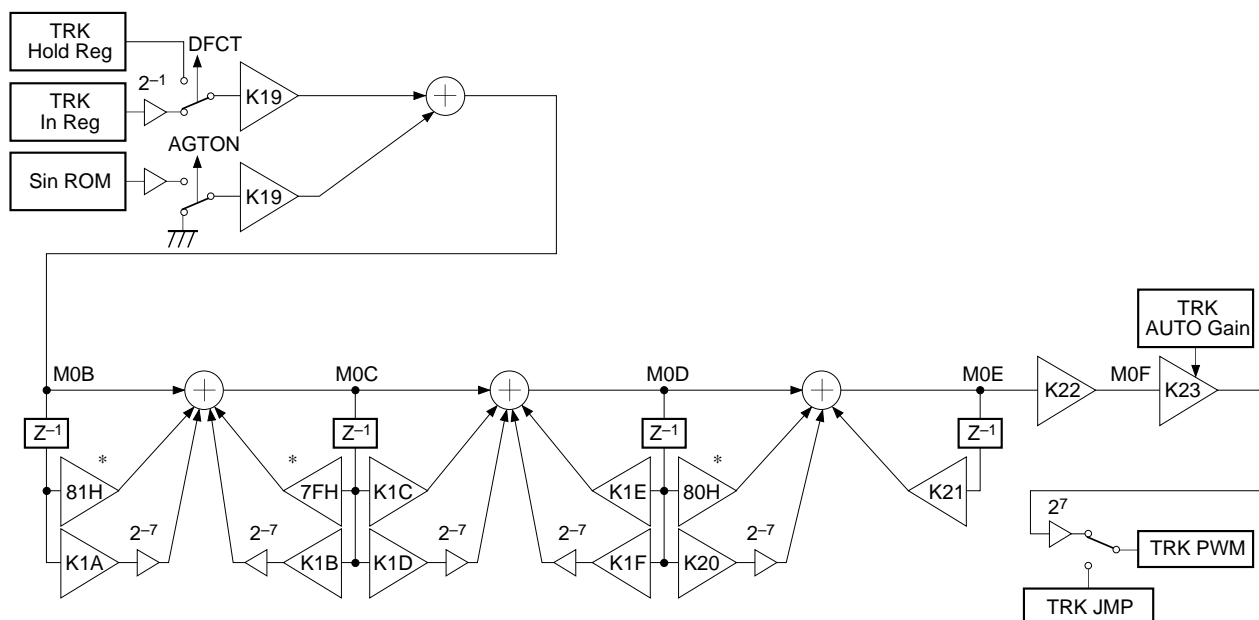 TRK
Hold Reg
DFCT
2–1
K19
TRK
In Reg
AGTON
Sin ROM
K19
TRK
AUTO Gain
M0B
M0C
M0D
M0E
K22
M0F
K23
Z–1
Z–1
Z–1
Z–1
*
*
*
81H
7FH
K1C
K1E
80H
K21
2–7
2–7
2–7
2–7
2–7
27
K1A
K1B
K1D
K1F
K20
TRK PWM
TRK JMP